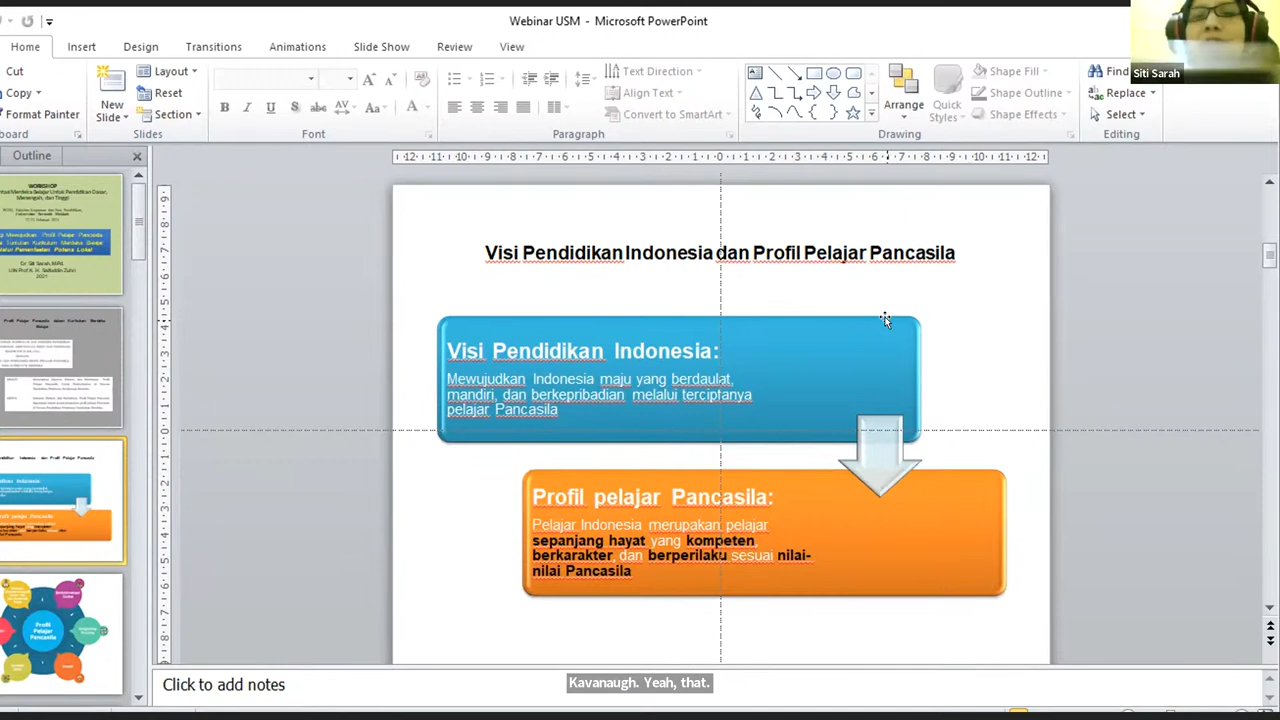 Webinar USM - Microsoft PowerPoint
Home Insert Design Transitions Animations Slide Show Review View
Siti Sarah
Cut
Copy
Format Painter
New
Slide
Layout
Reset
Section
Slides
Font
Text Direction
Align Text
Convert to SmartArt
Paragraph
Arrange
Quick
Styles
Shape Fill
Shape Outline
Shape Effects
Drawing
Find
Replace
Select
Editing
Outline
WORKSHOP
Visi Pendidikan Indonesia dan Profil Pelajar Pancasila
Visi Pendidikan Indonesia:
Mewujudkan Indonesia maju yang berdaulat,
mandiri, dan berkepribadian melalui terciptanya
pelajar Pancasila
Profil pelajar Pancasila:
Pelajar Indonesia merupakan pelajar
sepanjang hayat yang kompeten,
berkarakter, dan berperilaku sesuai nilai-
nilai Pancasila
Profil
Pelajar
Pancasila
Click to add notes
Kavanaugh. Yeah, that.